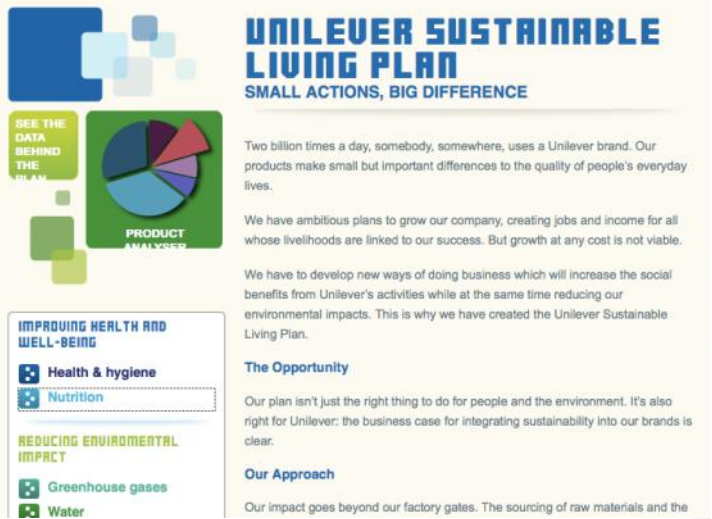 UNILEVER SUSTAINABLE
LIVING PLAN
SMALL ACTIONS, BIG DIFFERENCE
SEE THE
DATA
BEHIND
THE
PLAN
PRODUCT
ANALYSER
Two billion times a day, somebody, somewhere, uses a Unilever brand. Our
products make small but important differences to the quality of people's everyday
lives.
We have ambitious plans to grow our company, creating jobs and income for all
whose livelihoods are linked to our success. But growth at any cost is not viable.
We have to develop new ways of doing business which will increase the social
benefits from Unilever's activities while at the same time reducing our
environmental impacts. This is why we have created the Unilever Sustainable
Living Plan.
The Opportunity
Our plan isn't just the right thing to do for people and the environment. It's also
right for Unilever: the business case for integrating sustainability into our brands is
clear.
Our Approach
Our impact goes beyond our factory gates. The sourcing of raw materials and the
IMPROVING HEALTH AND
WELL-BEING
Health & hygiene
Nutrition
REDUCING ENVIROMENTAL
IMPACT
Greenhouse gases
Water